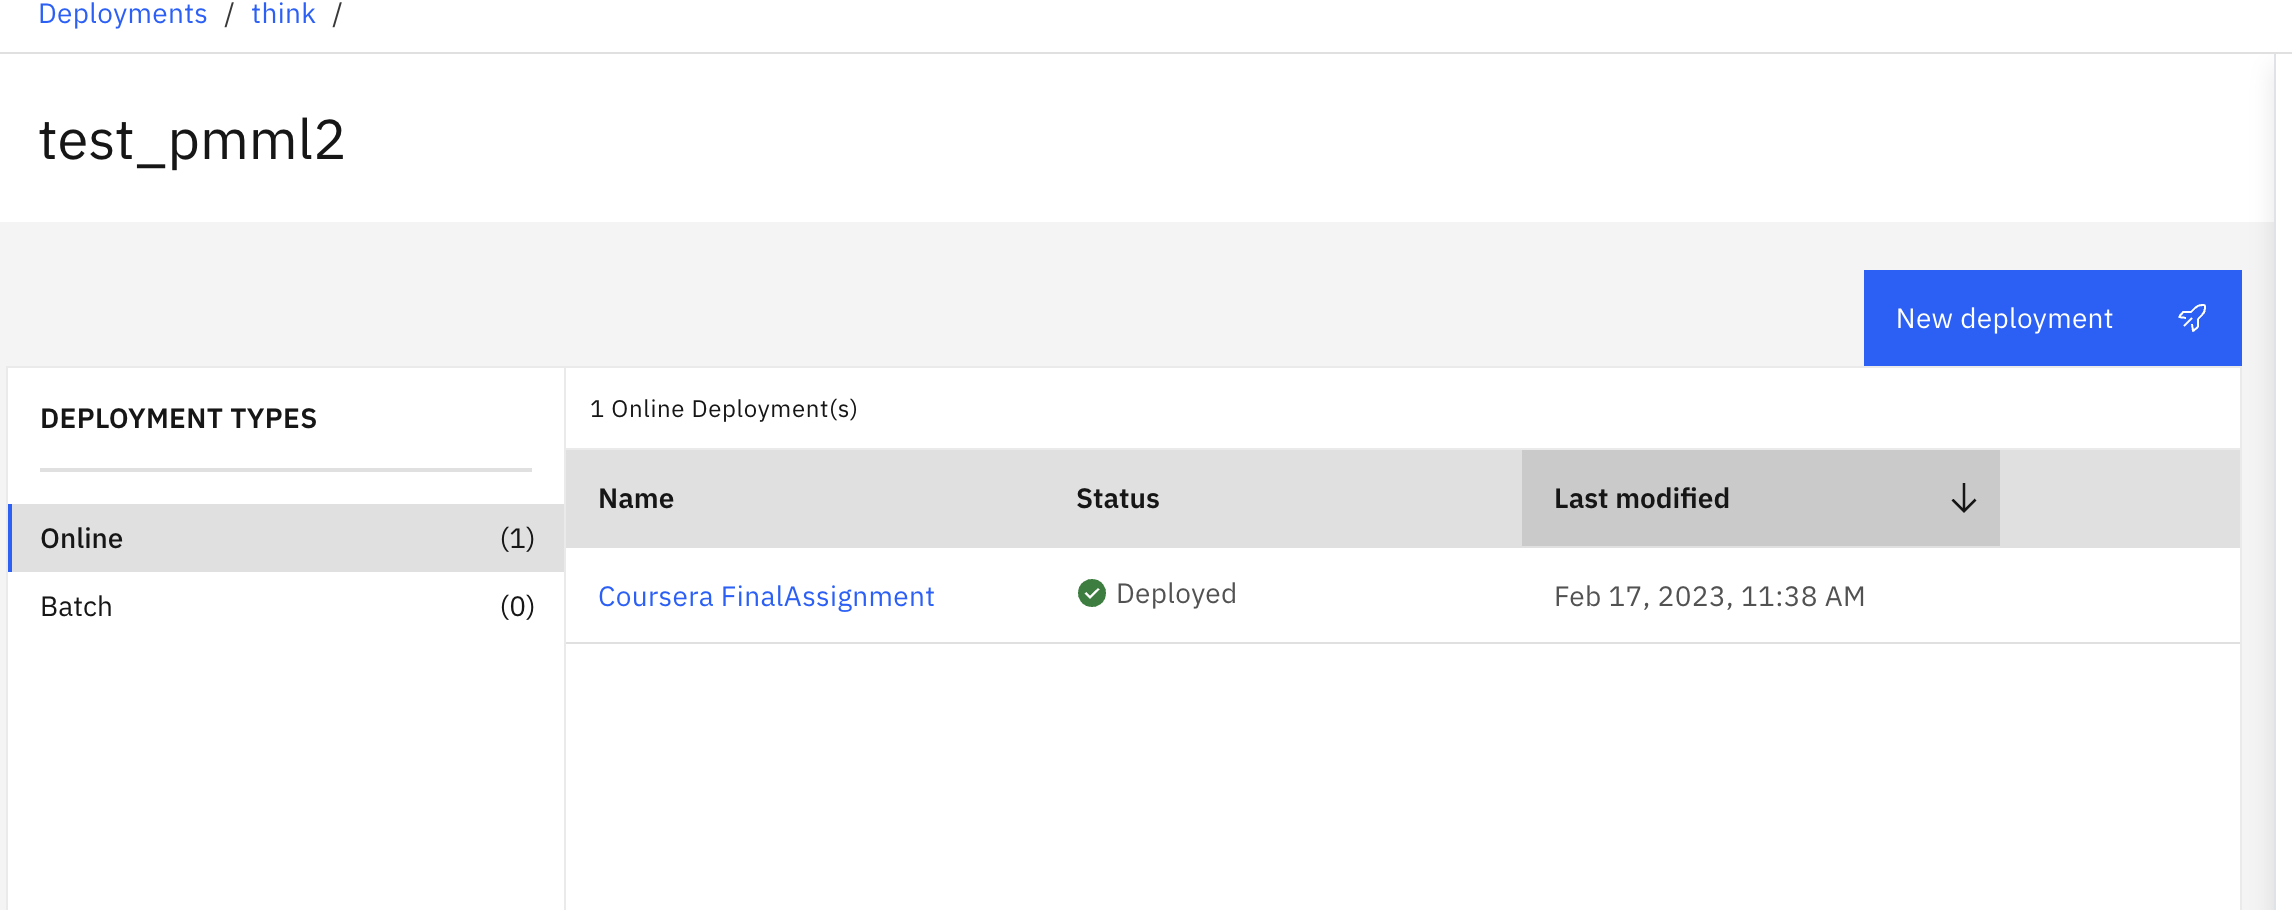 Deployments / think /
test_pmml2
New deployment
DEPLOYMENT TYPES
Online (1)
Batch (0)
1 Online Deployment(s)
Name Status Last modified
Coursera FinalAssignment Deployed Feb 17, 2023, 11:38 AM